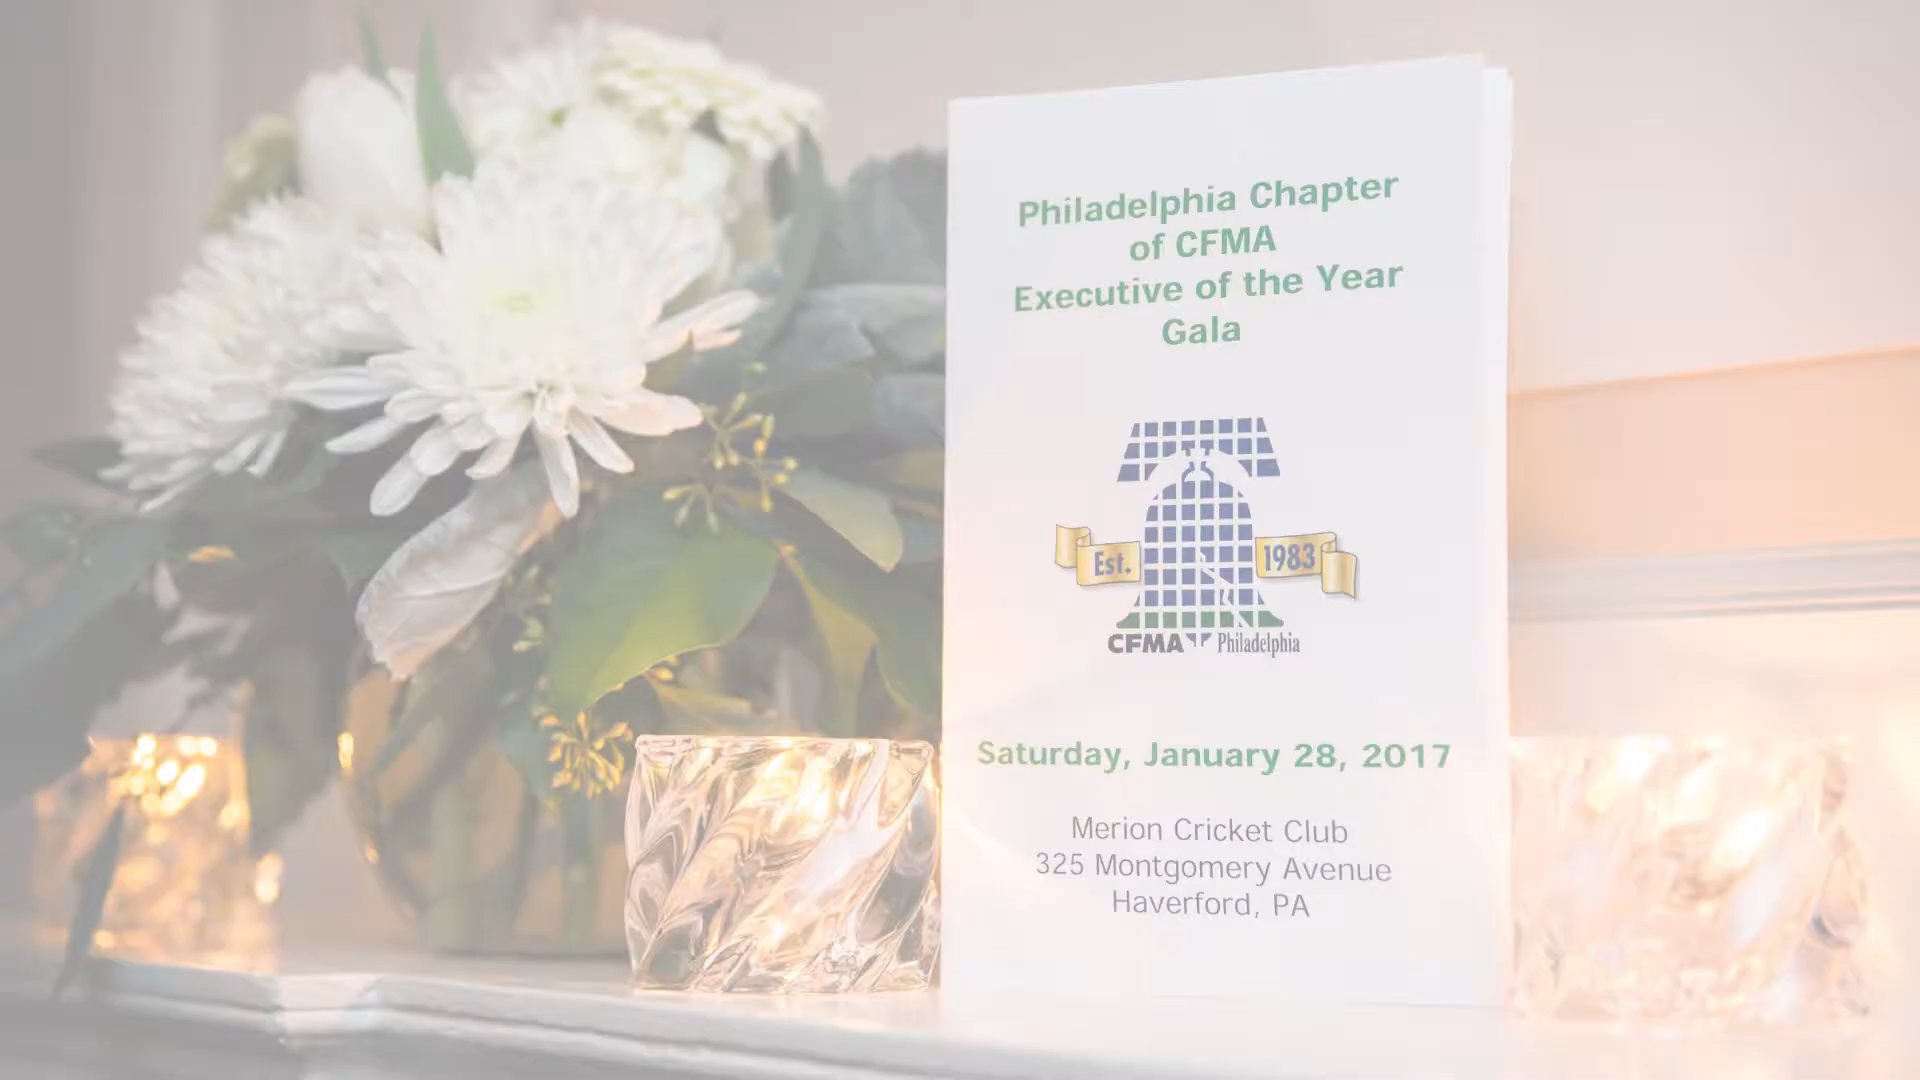 Philadelphia Chapter
of CFMA
Executive of the Year
Gala
Est. 1983
CFMA Philadelphia
Saturday, January 28, 2017
Merion Cricket Club
325 Montgomery Avenue
Haverford, PA